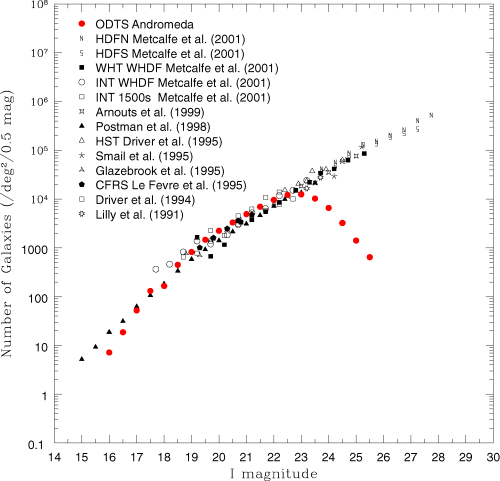 10⁸
10⁷
10⁶
10⁵
10⁴
1000
100
10
1
0.1
Number of Galaxies (/deg²/0.5 mag)
ODTS Andromeda
HDFN Metcalfe et al. (2001)
HDFS Metcalfe et al. (2001)
WHT WHDF Metcalfe et al. (2001)
INT WHDF Metcalfe et al. (2001)
INT 1500s Metcalfe et al. (2001)
Arnouts et al. (1999)
Postman et al. (1998)
HST Driver et al. (1995)
Smail et al. (1995)
Glazebrook et al. (1995)
CFRS Le Fevre et al. (1995)
Driver et al. (1994)
Lilly et al. (1991)
14 15 16 17 18 19 20 21 22 23 24 25 26 27 28 29 30
I magnitude